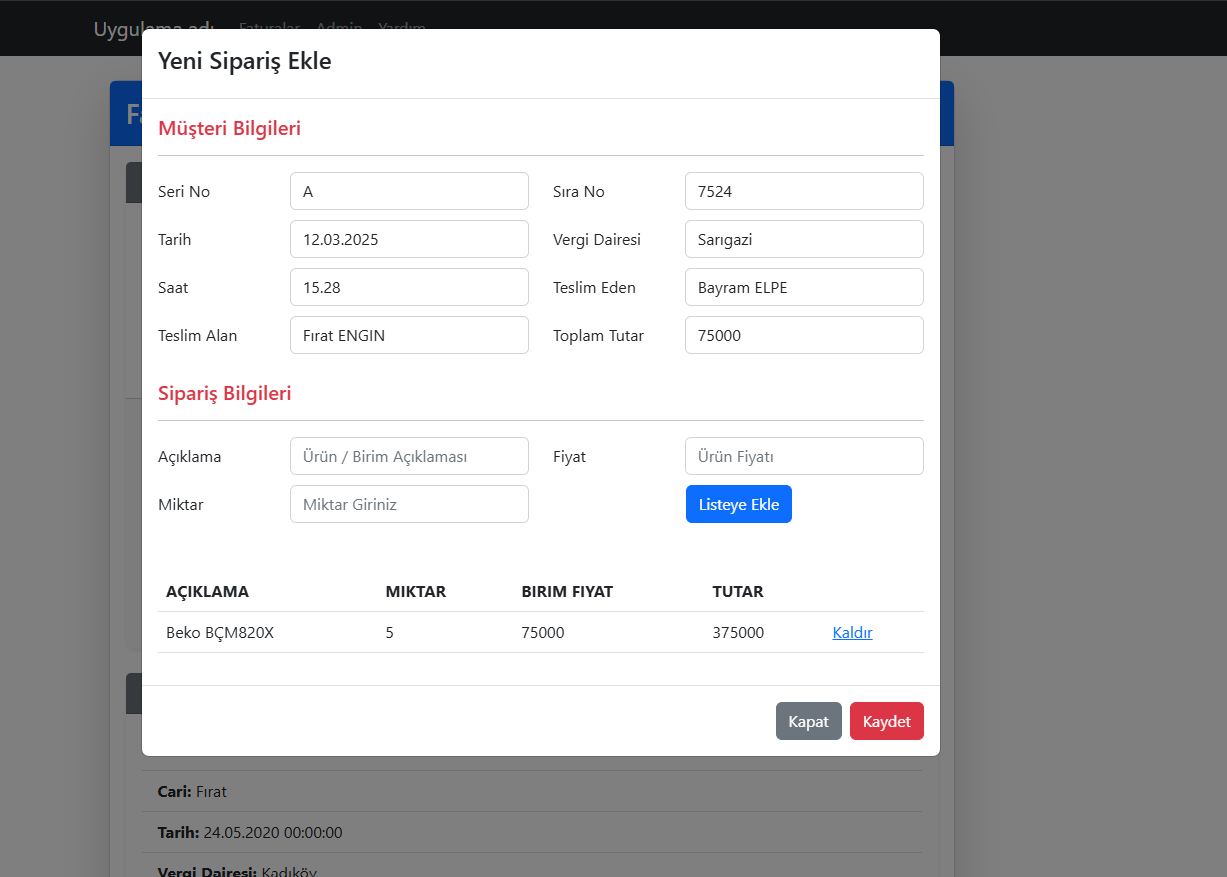 Faturalar Admin Yardım
Yeni Sipariş Ekle
Müşteri Bilgileri
Seri No A Sıra No 7524
Tarih 12.03.2025 Vergi Dairesi Sarıgazi
Saat 15.28 Teslim Eden Bayram ELPE
Teslim Alan Fırat ENGIN Toplam Tutar 75000
Sipariş Bilgileri
Açıklama Ürün / Birim Açıklaması Fiyat Ürün Fiyatı
Miktar Miktar Giriniz Listeye Ekle
AÇIKLAMA MIKTAR BIRIM FIYAT TUTAR
Beko BÇM820X 5 75000 375000 Kaldır
Kapat Kaydet
Cari: Fırat
Tarih: 24.05.2020 00:00:00
Vergi Dairesi: Kadıköy